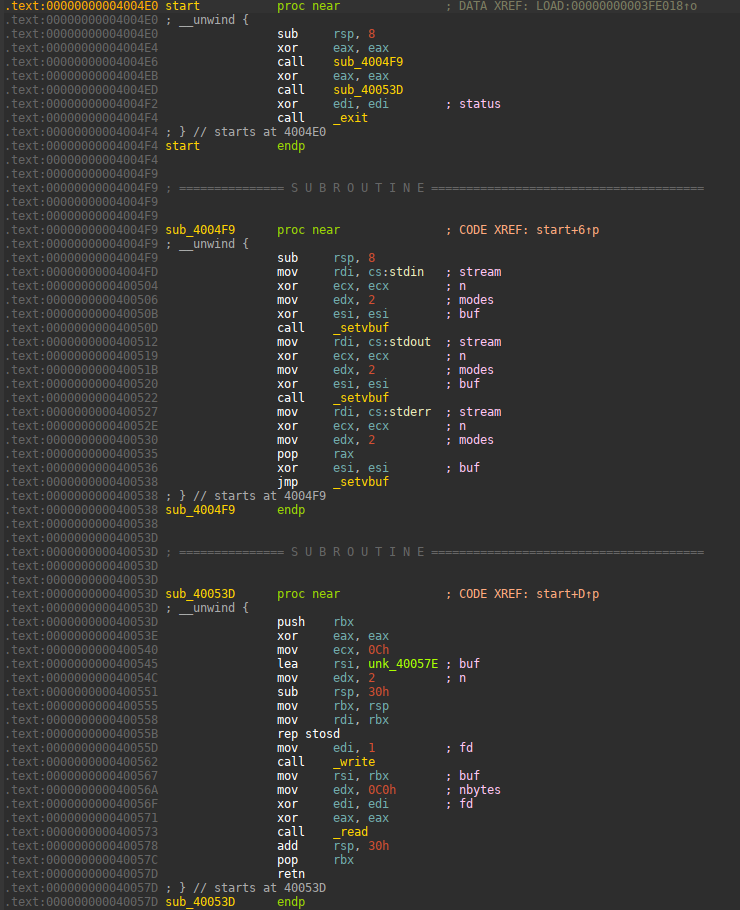 .text:00000000004004E0 start proc near ; DATA XREF: LOAD:00000000003FE018↑o
.text:00000000004004E0 ; __unwind {
.text:00000000004004E0 sub rsp, 8
.text:00000000004004E4 xor eax, eax
.text:00000000004004E6 call sub_4004F9
.text:00000000004004EB xor eax, eax
.text:00000000004004ED call sub_40053D
.text:00000000004004F2 xor edi, edi ; status
.text:00000000004004F4 call _exit
.text:00000000004004F4 ; } // starts at 4004E0
.text:00000000004004F4 start endp
.text:00000000004004F4
.text:00000000004004F9
.text:00000000004004F9 ; =============== S U B R O U T I N E =======================================
.text:00000000004004F9
.text:00000000004004F9
.text:00000000004004F9 sub_4004F9 proc near ; CODE XREF: start+6↑p
.text:00000000004004F9 ; __unwind {
.text:00000000004004F9 sub rsp, 8
.text:00000000004004FD mov rdi, cs:stdin ; stream
.text:0000000000400504 xor ecx, ecx ; n
.text:0000000000400506 mov edx, 2 ; modes
.text:000000000040050B xor esi, esi ; buf
.text:000000000040050D call _setvbuf
.text:0000000000400512 mov rdi, cs:stdout ; stream
.text:0000000000400519 xor ecx, ecx ; n
.text:000000000040051B mov edx, 2 ; modes
.text:0000000000400520 xor esi, esi ; buf
.text:0000000000400522 call _setvbuf
.text:0000000000400527 mov rdi, cs:stderr ; stream
.text:000000000040052E xor ecx, ecx ; n
.text:0000000000400530 mov edx, 2 ; modes
.text:0000000000400535 pop rax
.text:0000000000400536 xor esi, esi ; buf
.text:0000000000400538 jmp _setvbuf
.text:0000000000400538 ; } // starts at 4004F9
.text:0000000000400538 sub_4004F9 endp
.text:0000000000400538
.text:000000000040053D
.text:000000000040053D ; =============== S U B R O U T I N E =======================================
.text:000000000040053D
.text:000000000040053D
.text:000000000040053D sub_40053D proc near ; CODE XREF: start+D↑p
.text:000000000040053D ; __unwind {
.text:000000000040053D push rbx
.text:000000000040053E xor eax, eax
.text:0000000000400540 mov ecx, 0Ch
.text:0000000000400545 lea rsi, unk_40057E ; buf
.text:000000000040054C mov edx, 2 ; n
.text:0000000000400551 sub rsp, 30h
.text:0000000000400555 mov rbx, rsp
.text:0000000000400558 mov rdi, rbx
.text:000000000040055B rep stosd
.text:000000000040055D mov edi, 1 ; fd
.text:0000000000400562 call _write
.text:0000000000400567 mov rsi, rbx ; buf
.text:000000000040056A mov edx, 0C0h ; nbytes
.text:000000000040056F xor edi, edi ; fd
.text:0000000000400571 xor eax, eax
.text:0000000000400573 call _read
.text:0000000000400578 add rsp, 30h
.text:000000000040057C pop rbx
.text:000000000040057D retn
.text:000000000040057D ; } // starts at 40053D
.text:000000000040057D sub_40053D endp